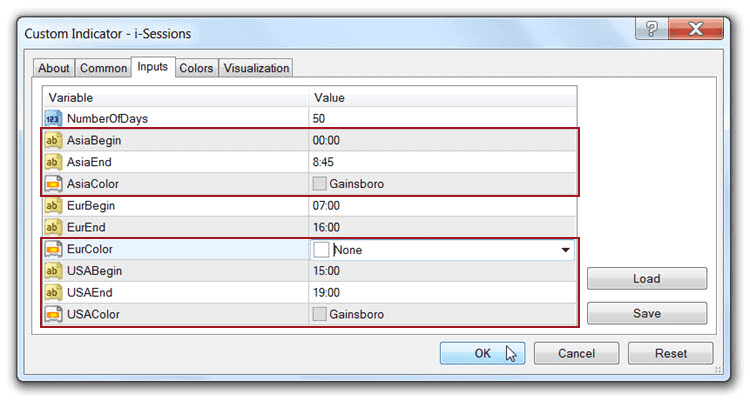 Custom Indicator - i-Sessions
?
About Common Inputs Colors Visualization
Variable Value
123 NumberOfDays 50
ab AsiaBegin 00:00
ab AsiaEnd 8:45
AsiaColor Gainsboro
ab EurBegin 07:00
ab EurEnd 16:00
EurColor None
ab USABegin 15:00
ab USAEnd 19:00
USAColor Gainsboro
Load
Save
OK Cancel Reset